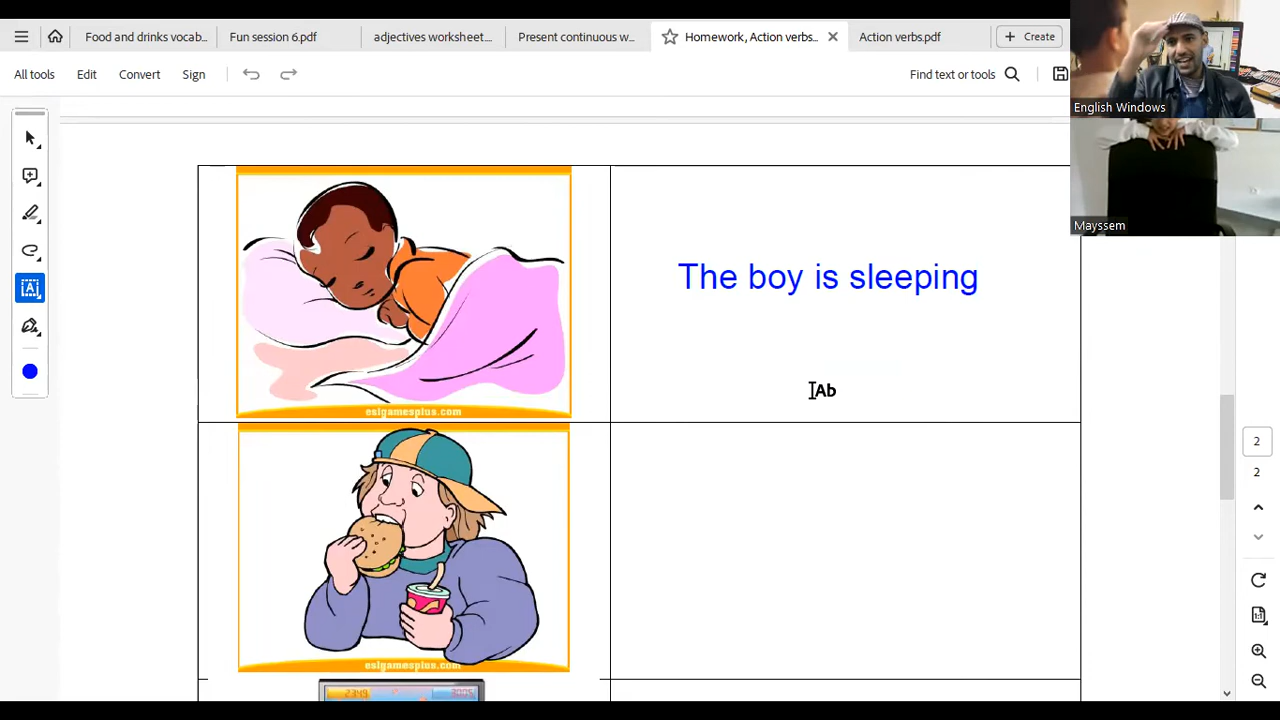 Food and drinks vocab...
Fun session 6.pdf
adjectives worksheet....
Present continuous w...
Homework, Action verbs...
Action verbs.pdf
Create
All tools
Edit
Convert
Sign
Find text or tools
English Windows
Mayssem
The boy is sleeping
Ab
eslgamesplus.com
eslgamesplus.com
2
2